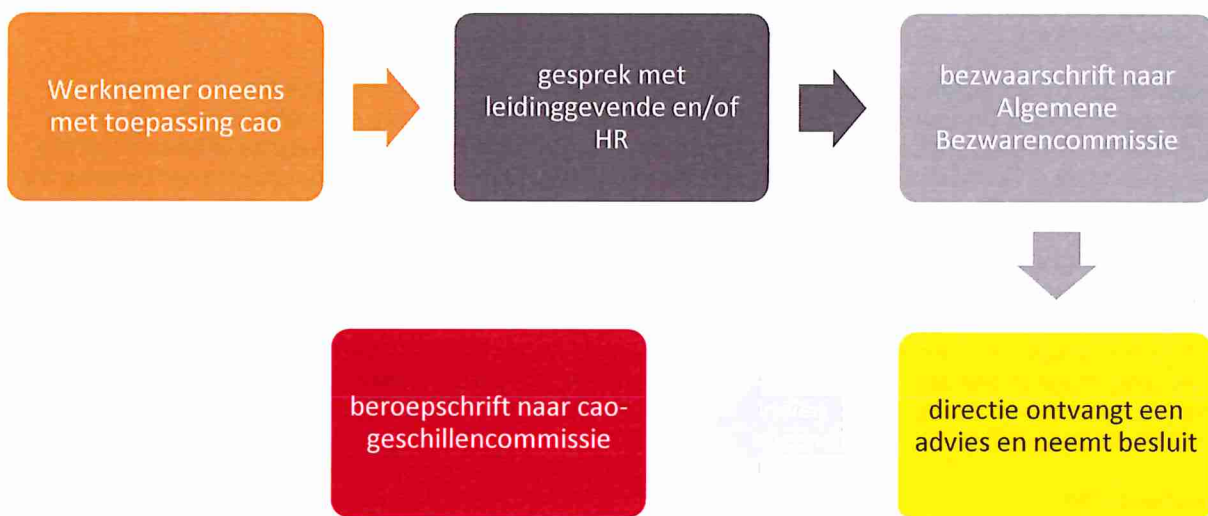 Werknemer oneens
met toepassing cao
gesprek met
leidinggevende en/of
HR
bezwaarschrift naar
Algemene
Bezwarencommissie
directie ontvangt een
advies en neemt besluit
beroepschrift naar cao-
geschillencommissie